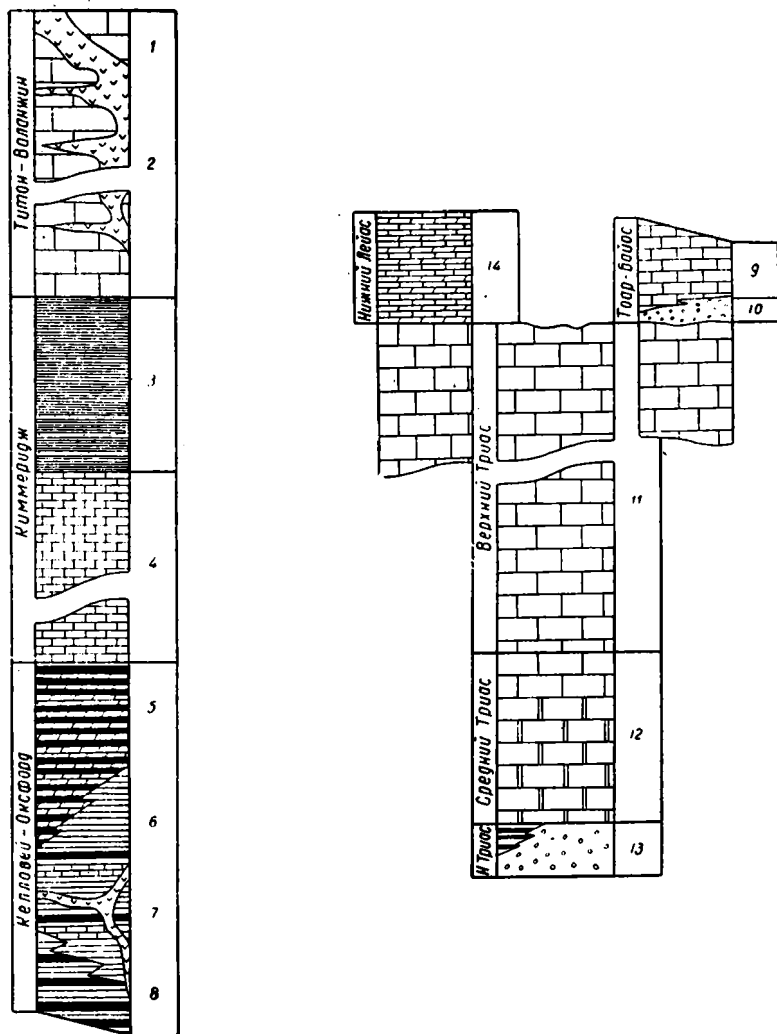 Титон-Валанжин
1
2
Киммеридж
3
4
Келловей-Оксфорд
5
6
7
8
Нижний Лейас
14
Тоар-Байос
9
10
Верхний Триас
11
Средний Триас
12
Н Триас
13